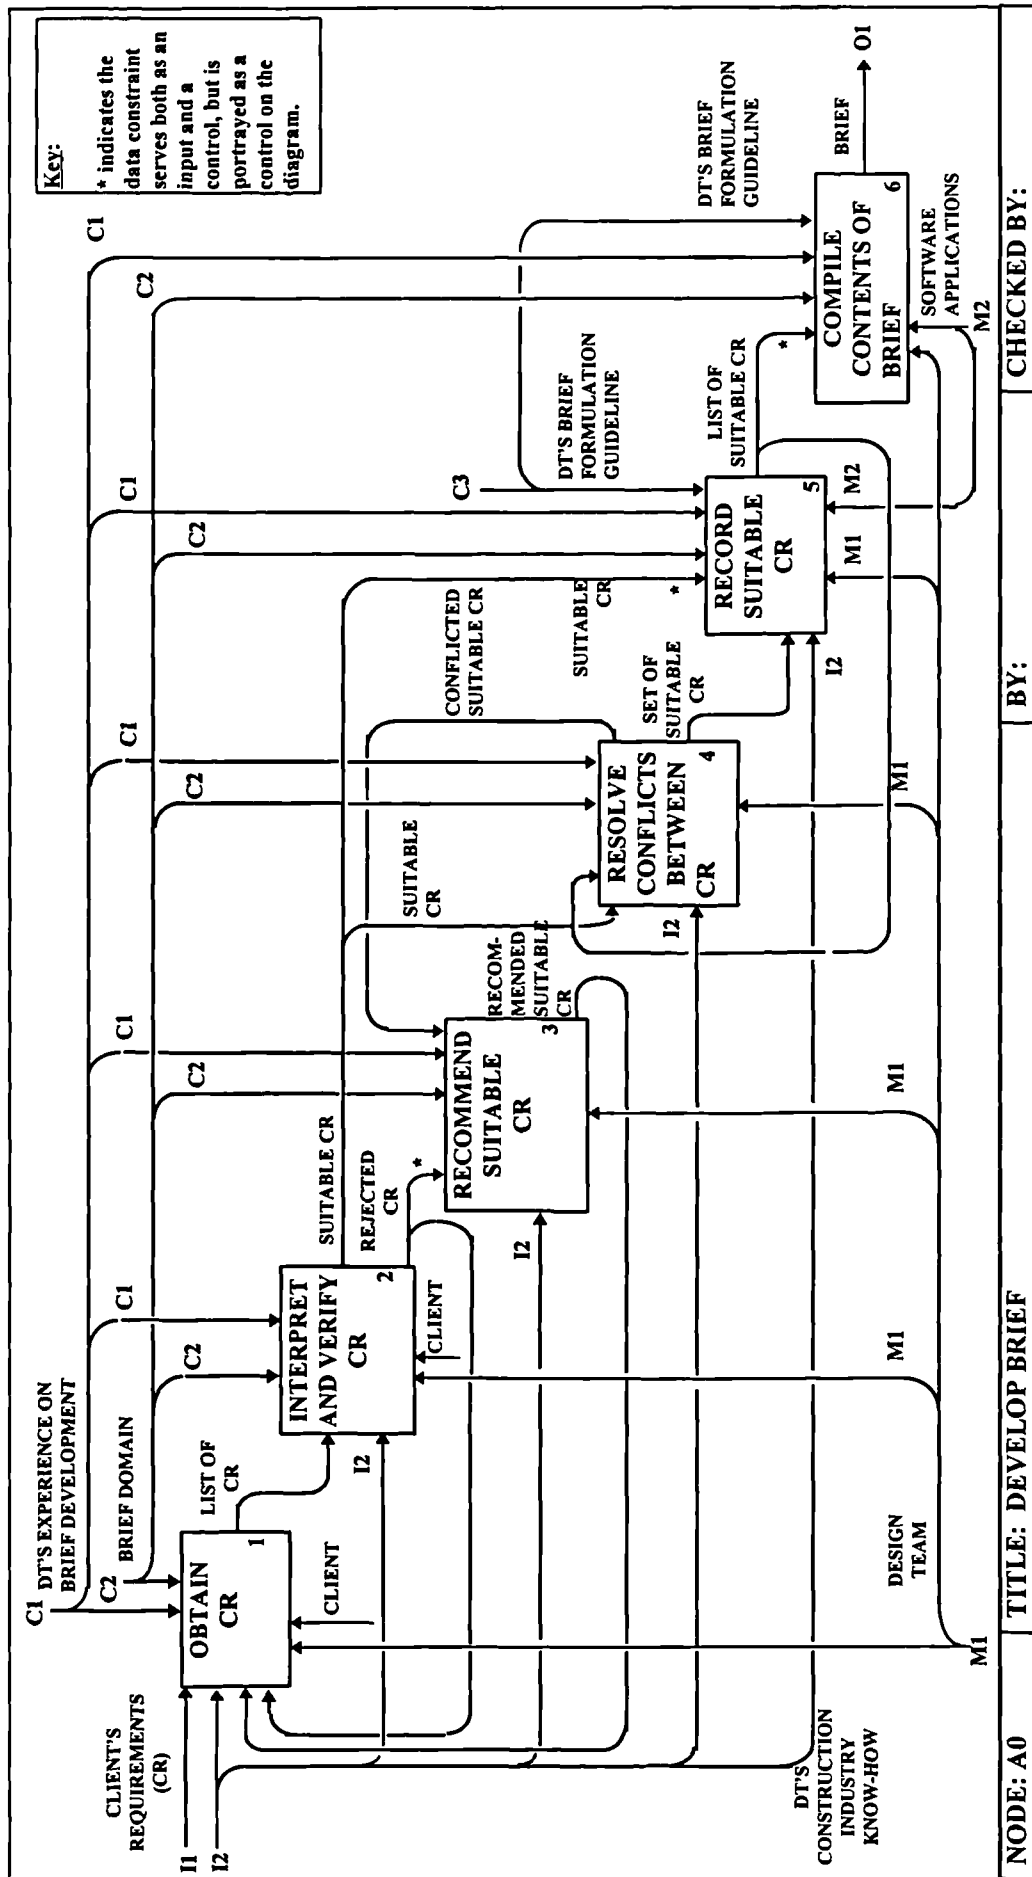 Key:
* indicates the
data constraint
serves both as an
input and a
control, but is
portrayed as a
control on the
diagram.
C1
DT'S EXPERIENCE ON
BRIEF DEVELOPMENT
C2
BRIEF DOMAIN
C2
C1
C2
C1
C2
C1
C2
C1
C2
C1
C3
DT'S BRIEF
FORMULATION
GUIDELINE
DT'S BRIEF
FORMULATION
GUIDELINE
CLIENT'S
REQUIREMENTS
(CR)
I1
I2
OBTAIN
CR
1
CLIENT
LIST OF
CR
I2
INTERPRET
AND VERIFY
CR
2
CLIENT
SUITABLE CR
REJECTED
CR
*
I2
RECOMMEND
SUITABLE
CR
3
RECOM-
MENDED
SUITABLE
CR
SUITABLE
CR
CONFLICTED
SUITABLE CR
I2
RESOLVE
CONFLICTS
BETWEEN
CR
4
SET OF
SUITABLE
CR
SUITABLE
CR
*
I2
RECORD
SUITABLE
CR
5
LIST OF
SUITABLE CR
*
COMPILE
CONTENTS OF
BRIEF
6
BRIEF
O1
SOFTWARE
APPLICATIONS
M2
M2
M1
M1
M1
M1
DESIGN
TEAM
M1
DT'S
CONSTRUCTION
INDUSTRY
KNOW-HOW
NODE: A0
TITLE: DEVELOP BRIEF
BY:
CHECKED BY: